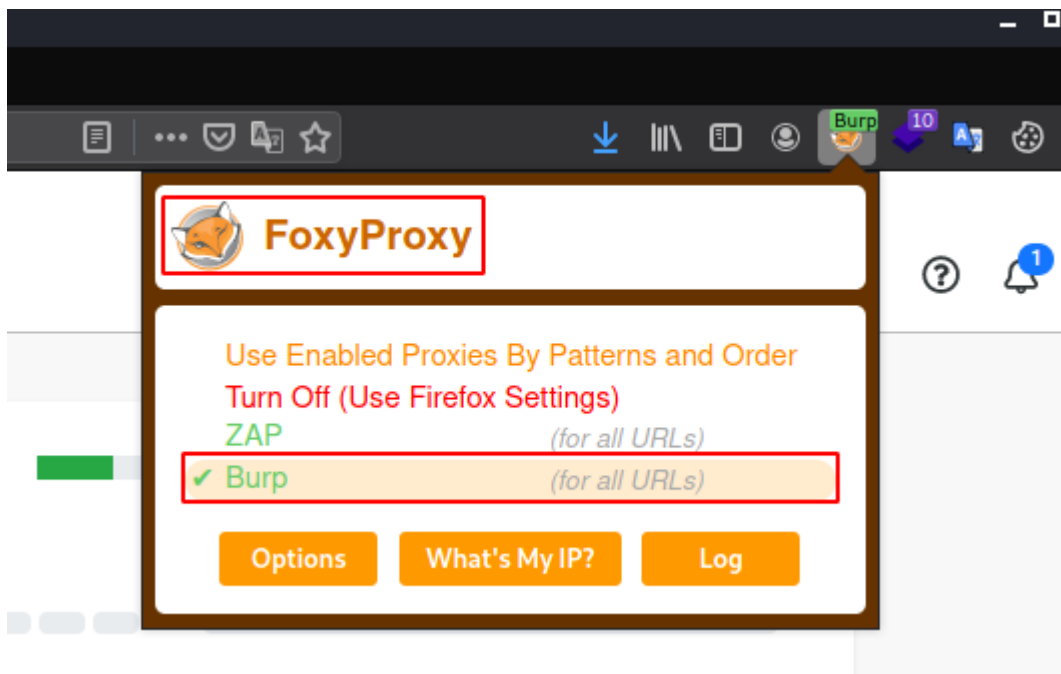 Burp
10
FoxyProxy
1
Use Enabled Proxies By Patterns and Order
Turn Off (Use Firefox Settings)
ZAP (for all URLs)
✔ Burp (for all URLs)
Options What's My IP? Log